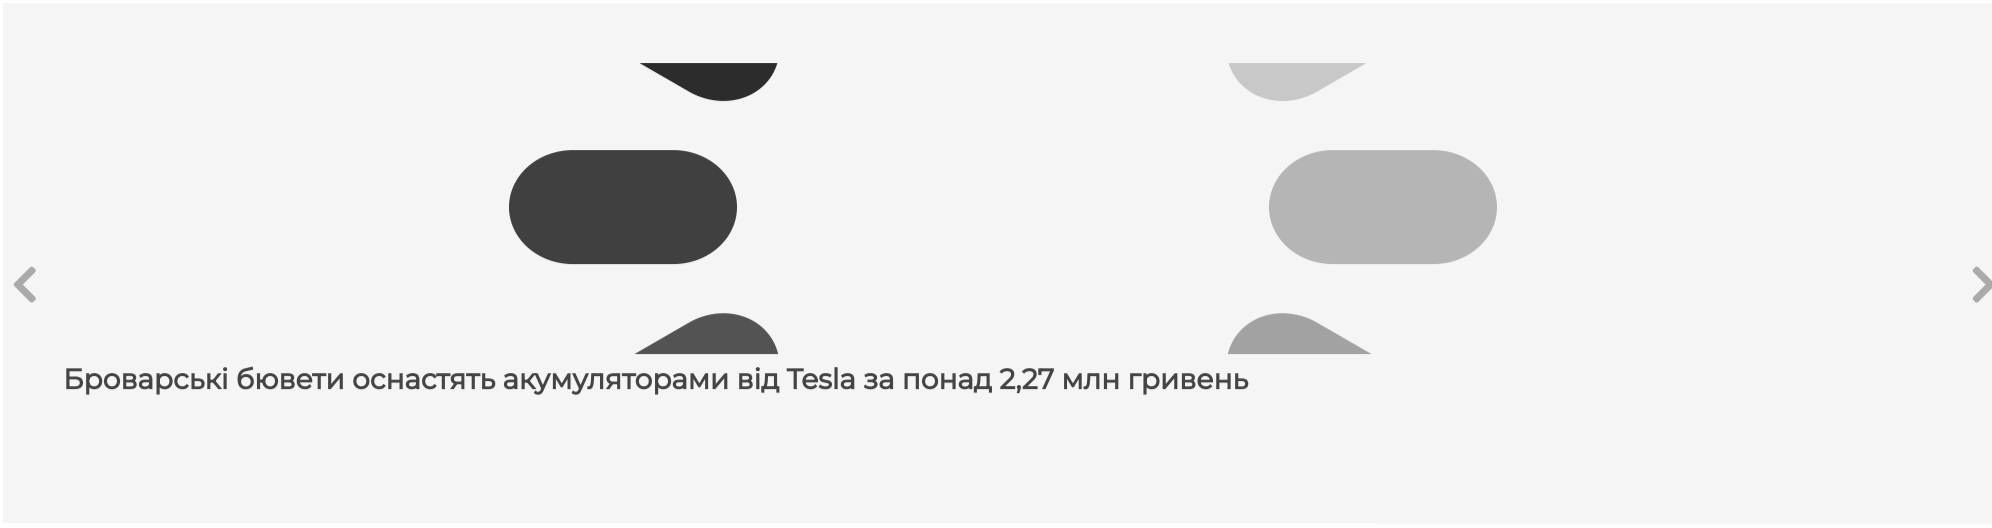 Броварські бювети оснастять акумуляторами від Tesla за понад 2,27 млн гривень